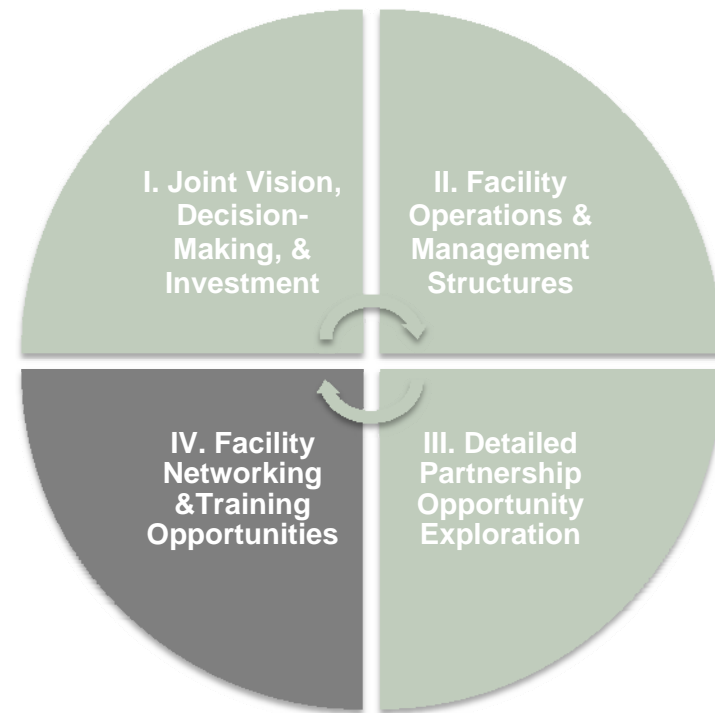 I. Joint Vision,
Decision-
Making, &
Investment
II. Facility
Operations &
Management
Structures
IV. Facility
Networking
&Training
Opportunities
III. Detailed
Partnership
Opportunity
Exploration